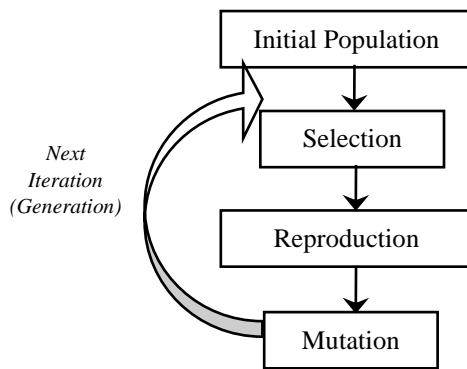 Initial Population
Selection
Next
Iteration
(Generation)
Reproduction
Mutation